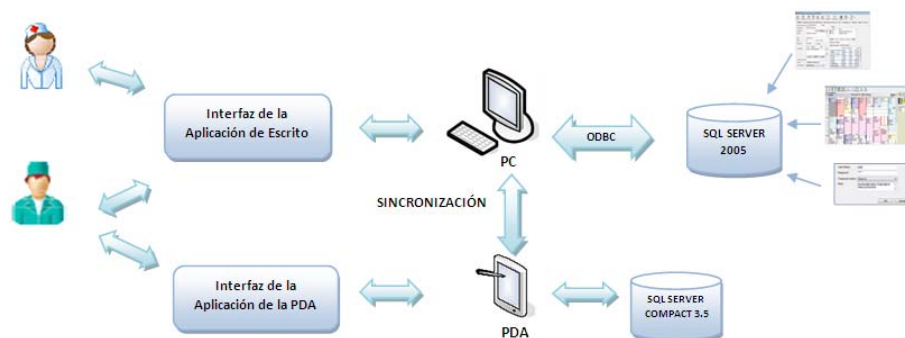 Interfaz de la
Aplicación de Escrito
PC
ODBC
SQL SERVER
2005
SINCRONIZACIÓN
Interfaz de la
Aplicación de la PDA
PDA
SQL SERVER
COMPACT 3.5